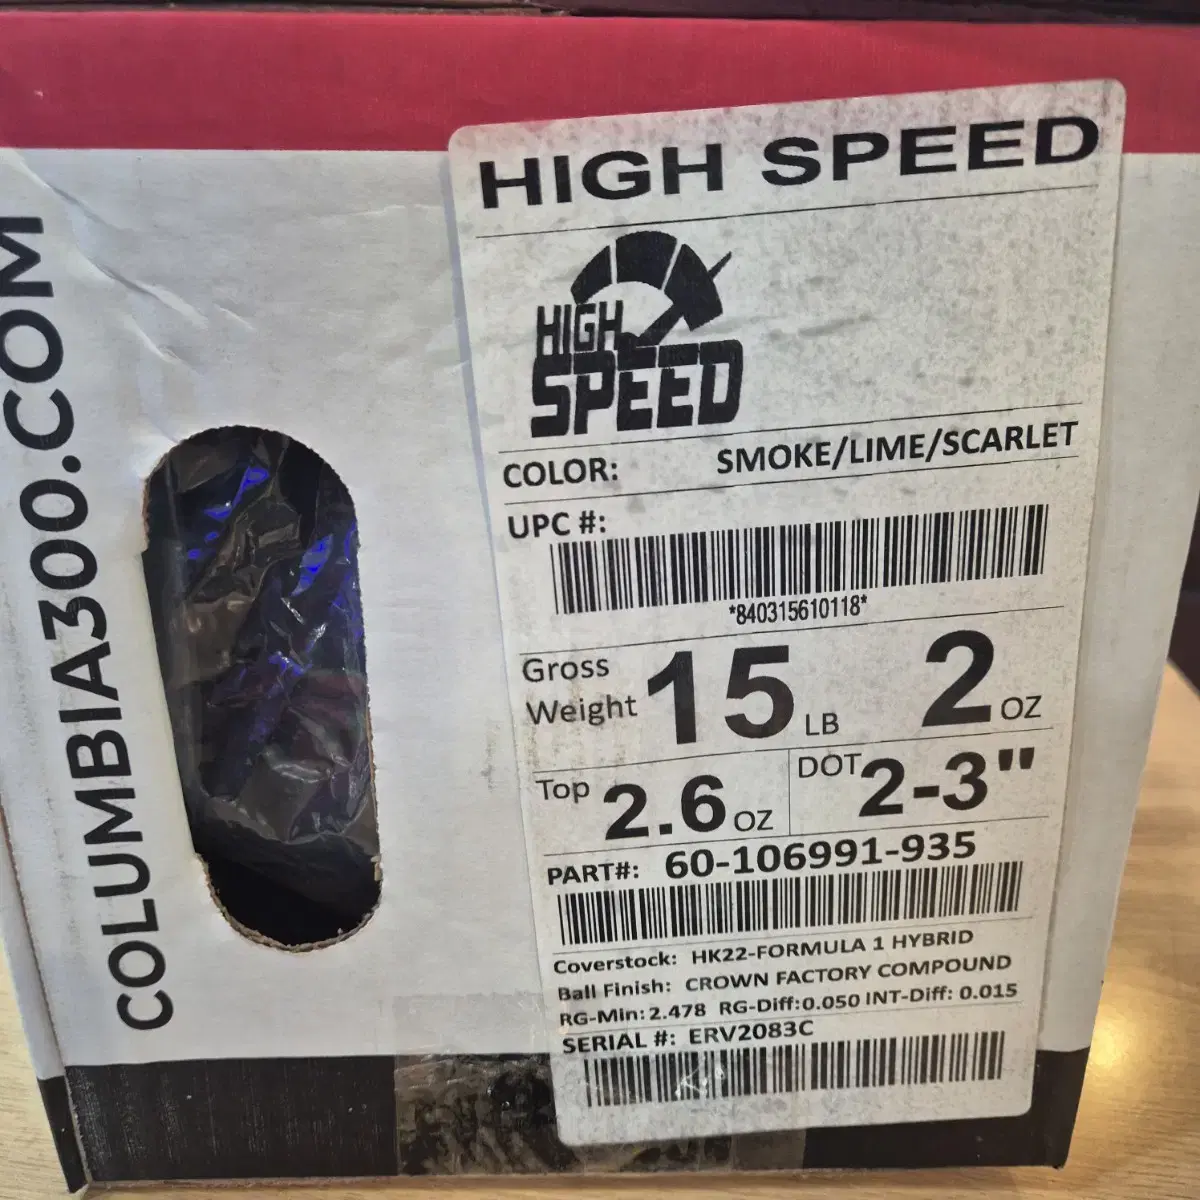 COLUMBIA300.COM
HIGH SPEED
HIGH
SPEED
COLOR: SMOKE/LIME/SCARLET
UPC #:
*840315610118*
Gross Weight 15 LB 2 OZ
Top 2.6 OZ DOT 2-3"
PART#: 60-106991-935
Coverstock: HK22-FORMULA 1 HYBRID
Ball Finish: CROWN FACTORY COMPOUND
RG-Min: 2.478 RG-Diff:0.050 INT-Diff: 0.015
SERIAL #: ERV2083C